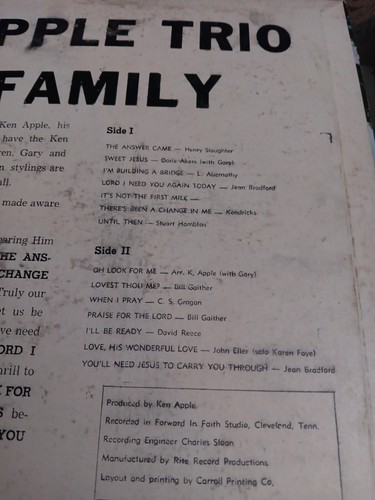 PPLE TRIO
FAMILY
Ken Apple, his
have the Ken
ren, Gary and
n stylings are
all.
made aware
earing Him
HE ANS-
CHANGE
Truly our
et us be
ve need
ORD I
hrill to
FOR
S be-
YOU
Side I
THE ANSWER CAME — Henry Slaughter
SWEET JESUS — Doris Akers (with Gary)
I'M BUILDING A BRIDGE — L. Abernathy
LORD I NEED YOU AGAIN TODAY — Jean Bradford
IT'S NOT THE FIRST MILE —
THERE'S BEEN A CHANGE IN ME — Kendricks
UNTIL THEN — Stuart Hamblin
Side II
OH LOOK FOR ME — Arr. K. Apple (with Gary)
LOVEST THOU ME? — Bill Gaither
WHEN I PRAY — C. S. Grogan
PRAISE FOR THE LORD — Bill Gaither
I'LL BE READY — David Reece
LOVE, HIS WONDERFUL LOVE — John Eller (solo Karen Faye)
YOU'LL NEED JESUS TO CARRY YOU THROUGH — Jean Bradford
Produced by Ken Apple
Recorded in Forward In Faith Studio, Cleveland, Tenn.
Recording Engineer Charles Sloan
Manufactured by Rite Record Productions
Layout and printing by Carroll Printing Co.